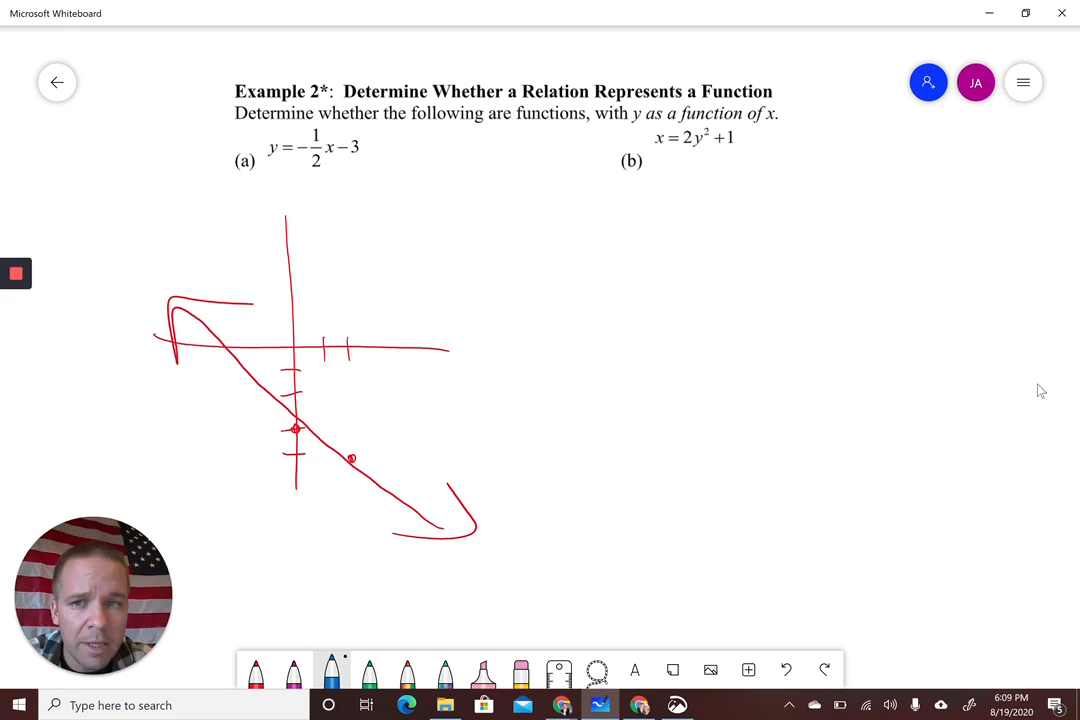 Microsoft Whiteboard
JA
Example 2*: Determine Whether a Relation Represents a Function
Determine whether the following are functions, with y as a function of x.
(a) y = -1/2 x - 3
(b) x = 2y² + 1
A
Type here to search
6:09 PM
8/19/2020
5